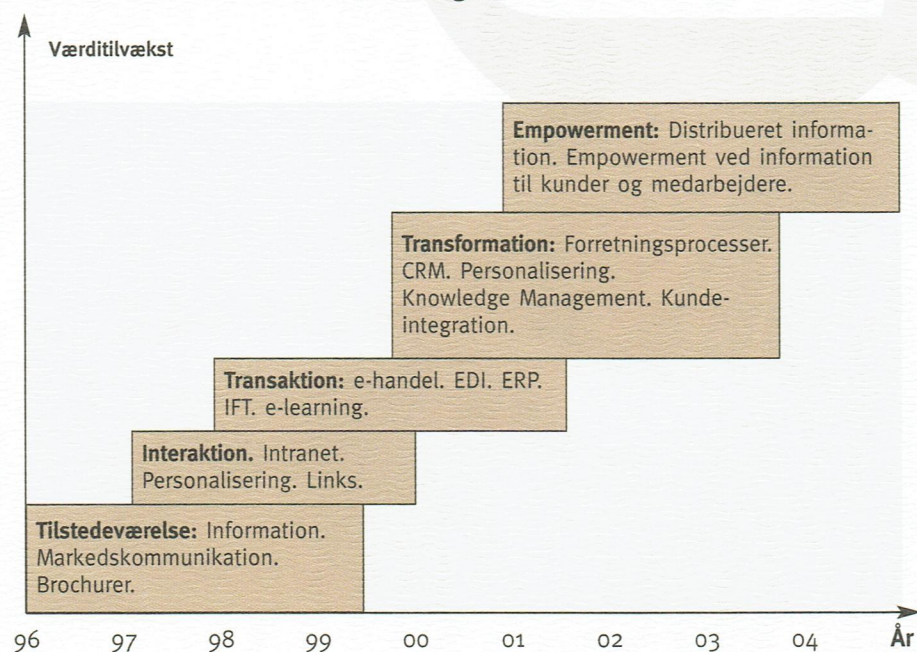 Værditilvækst
Empowerment: Distribueret informa-
tion. Empowerment ved information
til kunder og medarbejdere.
Transformation: Forretningsprocesser.
CRM. Personalisering.
Knowledge Management. Kunde-
integration.
Transaktion: e-handel. EDI. ERP.
IFT. e-learning.
Interaktion. Intranet.
Personalisering. Links.
Tilstedeværelse: Information.
Markedskommunikation.
Brochurer.
96 97 98 99 00 01 02 03 04 År